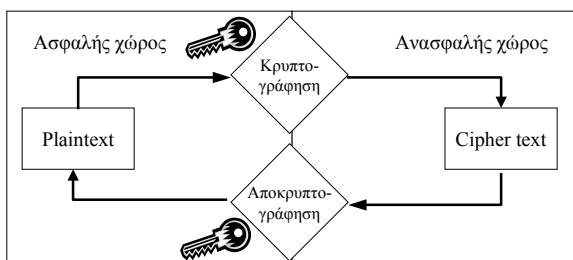 Ασφαλής χώρος
Ανασφαλής χώρος
Κρυπτο-
γράφηση
Plaintext
Cipher text
Αποκρυπτο-
γράφηση